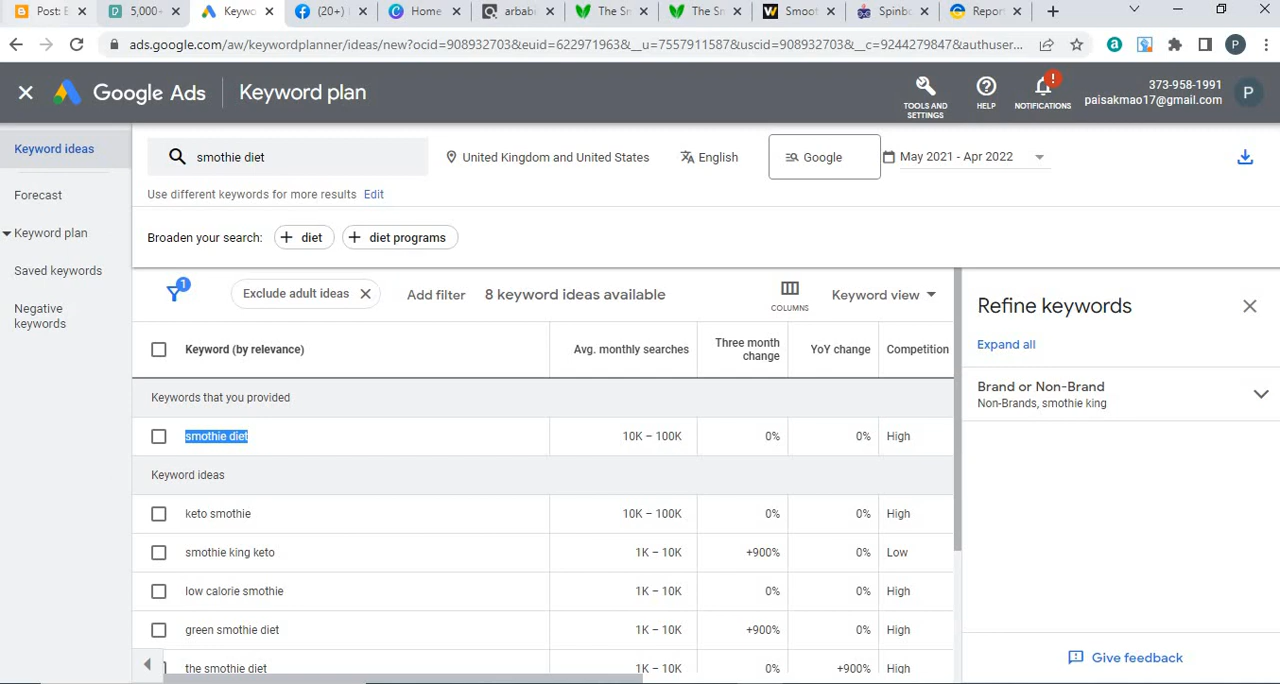 Post: E
5,000+
Keywo
(20+)
Home
arbabi
The Sm
The Sm
Smoot
Spinbo
Report
ads.google.com/aw/keywordplanner/ideas/new?ocid=908932703&euid=622971963&__u=7557911587&uscid=908932703&__c=9244279847&authuser...
Google Ads
Keyword plan
TOOLS AND SETTINGS
HELP
NOTIFICATIONS
373-958-1991
paisakmao17@gmail.com
P
Keyword ideas
Forecast
Keyword plan
Saved keywords
Negative
keywords
smothie diet
United Kingdom and United States
English
Google
May 2021 - Apr 2022
Use different keywords for more results Edit
Broaden your search:
diet
diet programs
1
Exclude adult ideas
Add filter
8 keyword ideas available
COLUMNS
Keyword view
Keyword (by relevance) Avg. monthly searches Three month change YoY change Competition
Keywords that you provided
smothie diet 10K – 100K 0% 0% High
Keyword ideas
keto smothie 10K – 100K 0% 0% High
smothie king keto 1K – 10K +900% 0% Low
low calorie smothie 1K – 10K 0% 0% High
green smothie diet 1K – 10K +900% 0% High
the smothie diet 1K – 10K 0% +900% High
Refine keywords
Expand all
Brand or Non-Brand
Non-Brands, smothie king
Give feedback